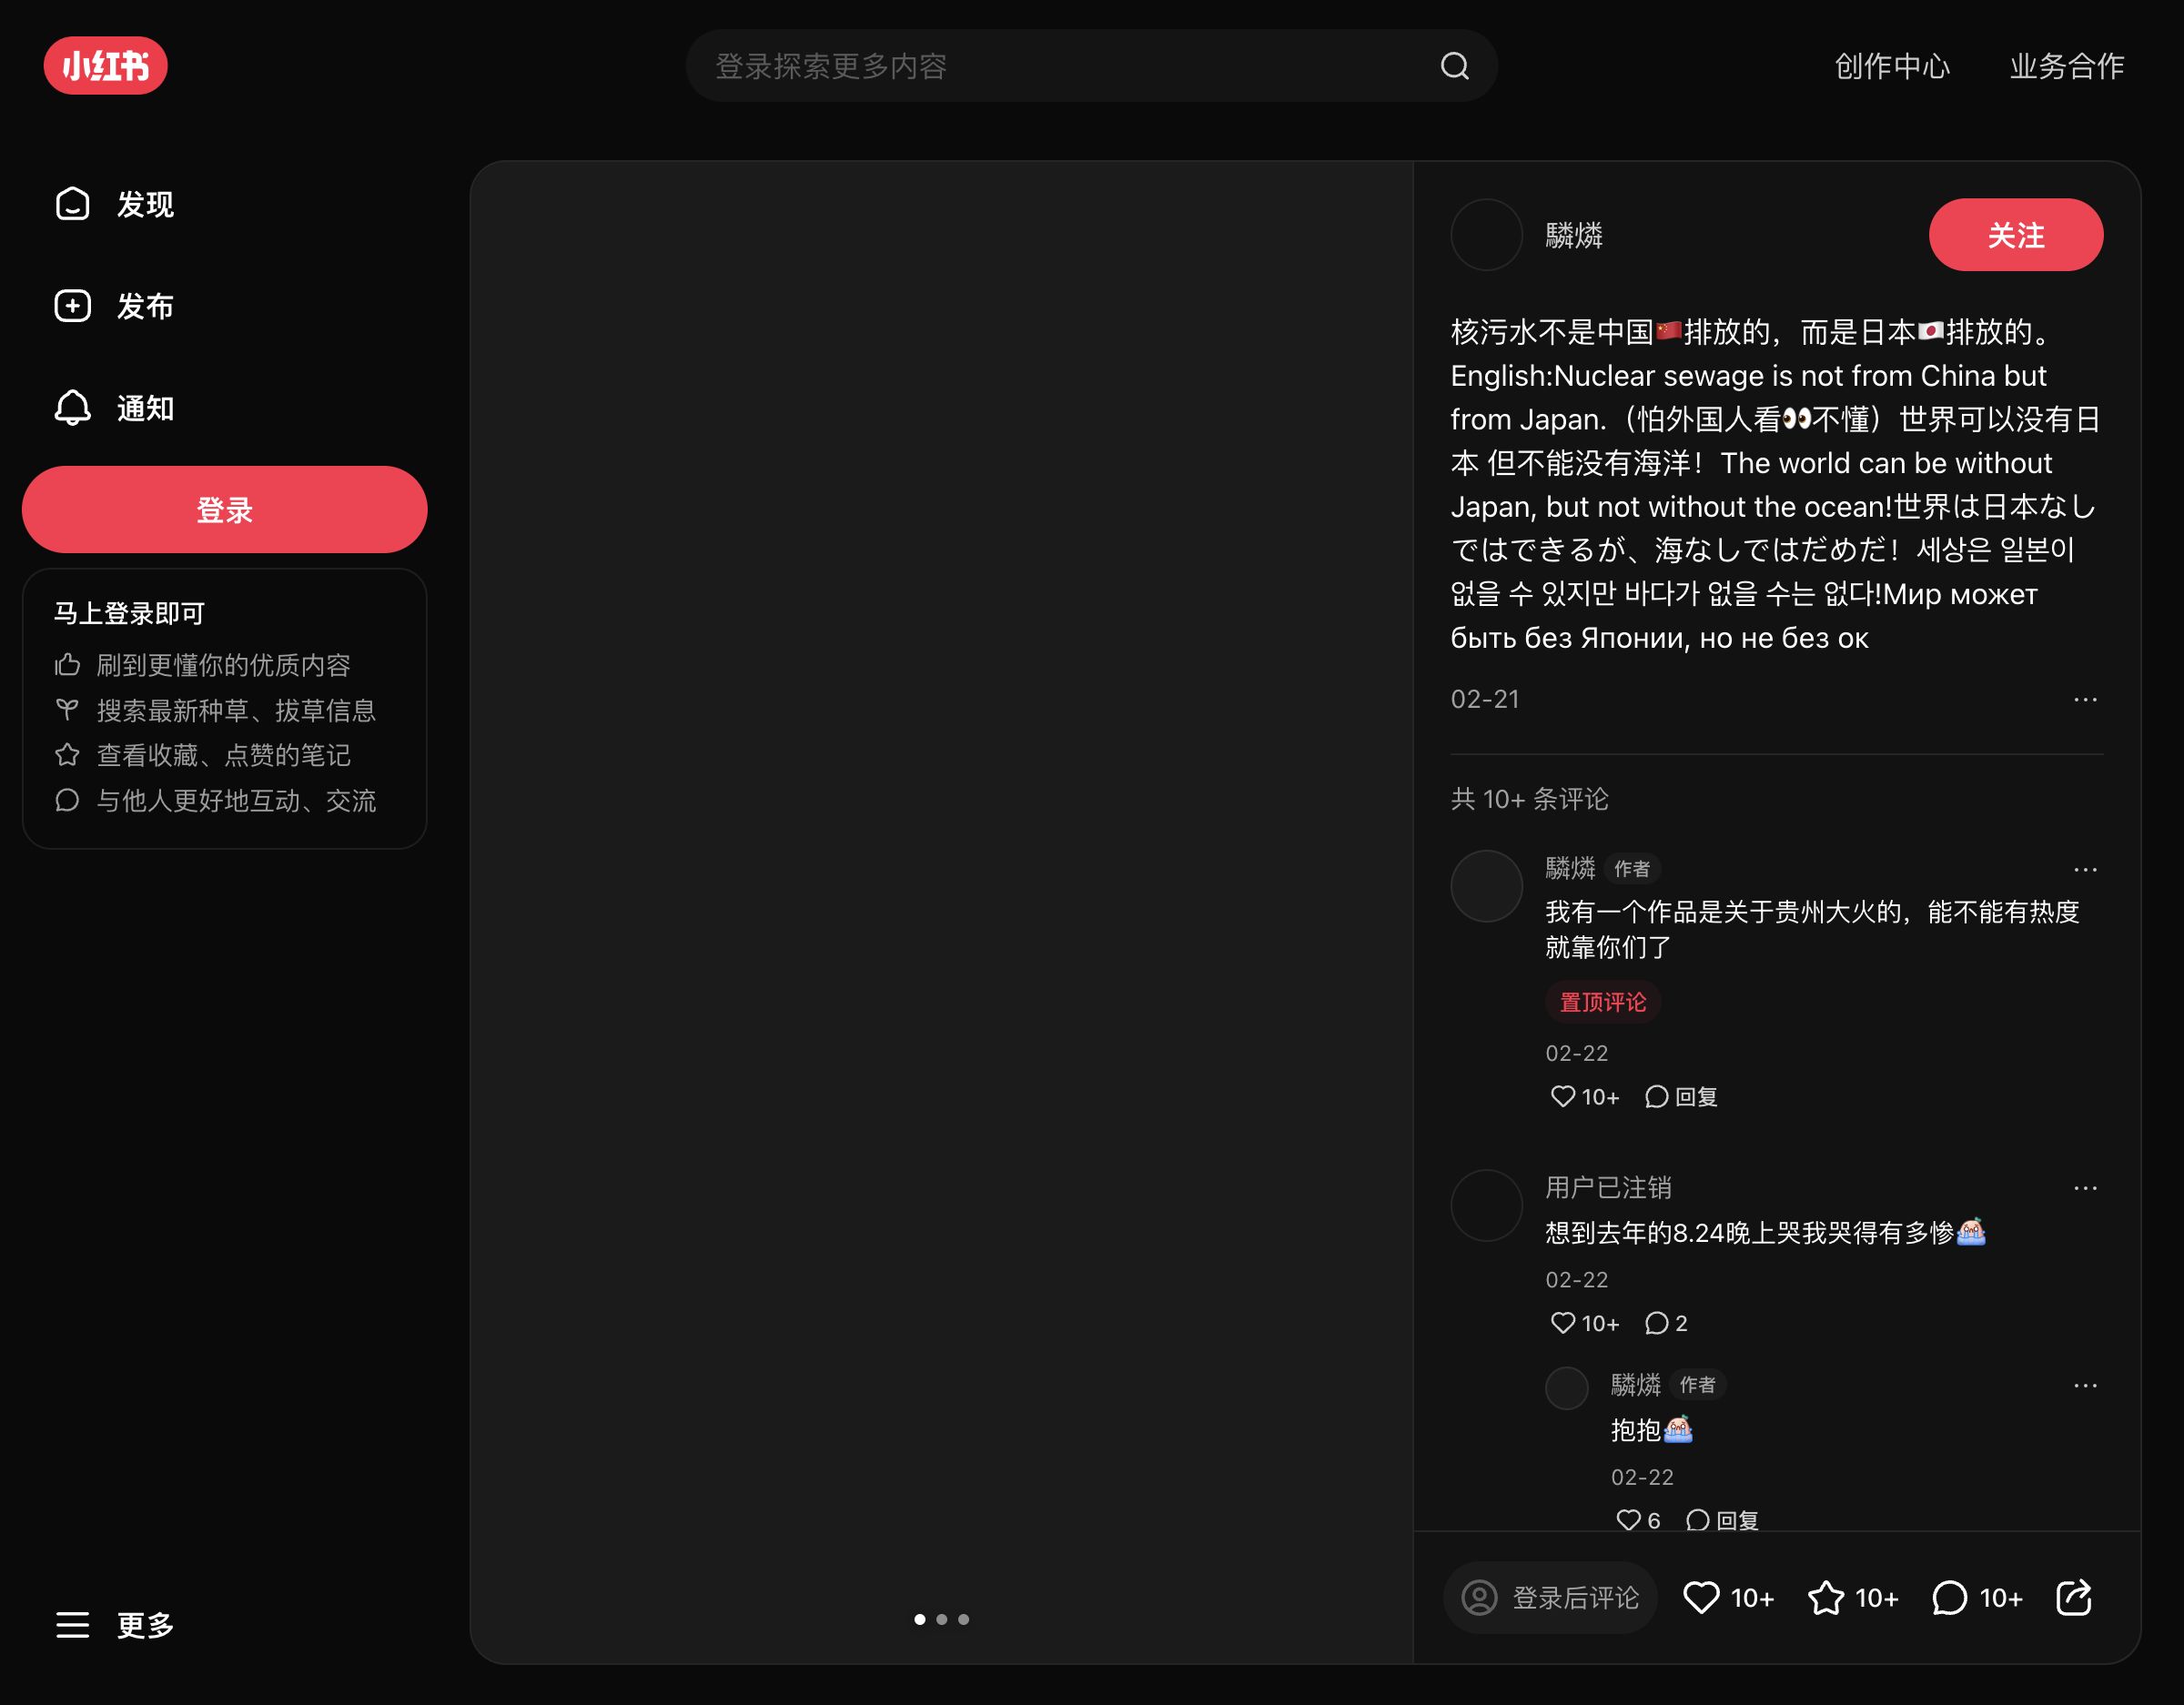 小红书
登录探索更多内容
创作中心
业务合作
发现
发布
通知
登录
马上登录即可
刷到更懂你的优质内容
搜索最新种草、拔草信息
查看收藏、点赞的笔记
与他人更好地互动、交流
更多
驎燐
关注
核污水不是中国🇨🇳排放的，而是日本🇯🇵排放的。
English:Nuclear sewage is not from China but
from Japan.（怕外国人看👀不懂）世界可以没有日
本 但不能没有海洋！The world can be without
Japan, but not without the ocean!世界は日本なし
ではできるが、海なしではだめだ！세상은 일본이
없을 수 있지만 바다가 없을 수는 없다!Мир может
быть без Японии, но не без ок
02-21
共 10+ 条评论
驎燐 作者
我有一个作品是关于贵州大火的，能不能有热度
就靠你们了
置顶评论
02-22
10+ 回复
用户已注销
想到去年的8.24晚上哭我哭得有多惨
02-22
10+ 2
驎燐 作者
抱抱
02-22
6 回复
登录后评论 10+ 10+ 10+